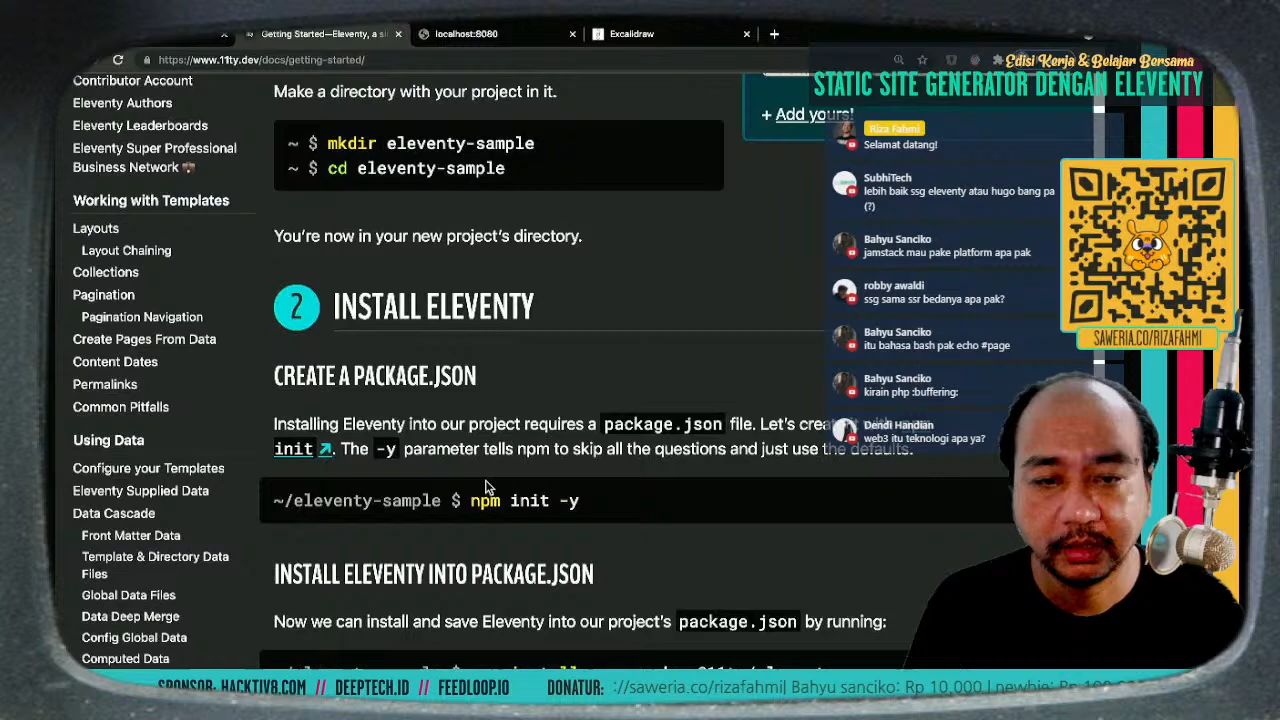 Getting Started—Eleventy, a si
localhost:8080
Excalidraw
https://www.11ty.dev/docs/getting-started/
Edisi Kerja & Belajar Bersama
STATIC SITE GENERATOR DENGAN ELEVENTY
Contributor Account
Eleventy Authors
Eleventy Leaderboards
Eleventy Super Professional
Business Network
Working with Templates
Layouts
Layout Chaining
Collections
Pagination
Pagination Navigation
Create Pages From Data
Content Dates
Permalinks
Common Pitfalls
Using Data
Configure your Templates
Eleventy Supplied Data
Data Cascade
Front Matter Data
Template & Directory Data
Files
Global Data Files
Data Deep Merge
Config Global Data
Computed Data
Make a directory with your project in it.
~ $ mkdir eleventy-sample
~ $ cd eleventy-sample
You’re now in your new project’s directory.
2 INSTALL ELEVENTY
CREATE A PACKAGE.JSON
Installing Eleventy into our project requires a package.json file. Let’s
init ↗. The -y parameter tells npm to skip all the questions and just use the defaults.
~/eleventy-sample $ npm init -y
INSTALL ELEVENTY INTO PACKAGE.JSON
Now we can install and save Eleventy into our project’s package.json by running:
+ Add yours!
Riza Fahmi
Selamat datang!
SubhiTech
lebih baik ssg eleventy atau hugo bang pa
(?)
Bahyu Sanciko
jamstack mau pake platform apa pak
robby awaldi
ssg sama ssr bedanya apa pak?
Bahyu Sanciko
itu bahasa bash pak echo #page
Bahyu Sanciko
kirain php :buffering:
Dendi Handian
web3 itu teknologi apa ya?
SAWERIA.CO/RIZAFAHMI
SPONSOR: HACKTIV8.COM // DEEPTECH.ID // FEEDLOOP.IO DONATUR: ://saweria.co/rizafahmi| Bahyu sanciko: Rp 10,000 | newbie: Rp